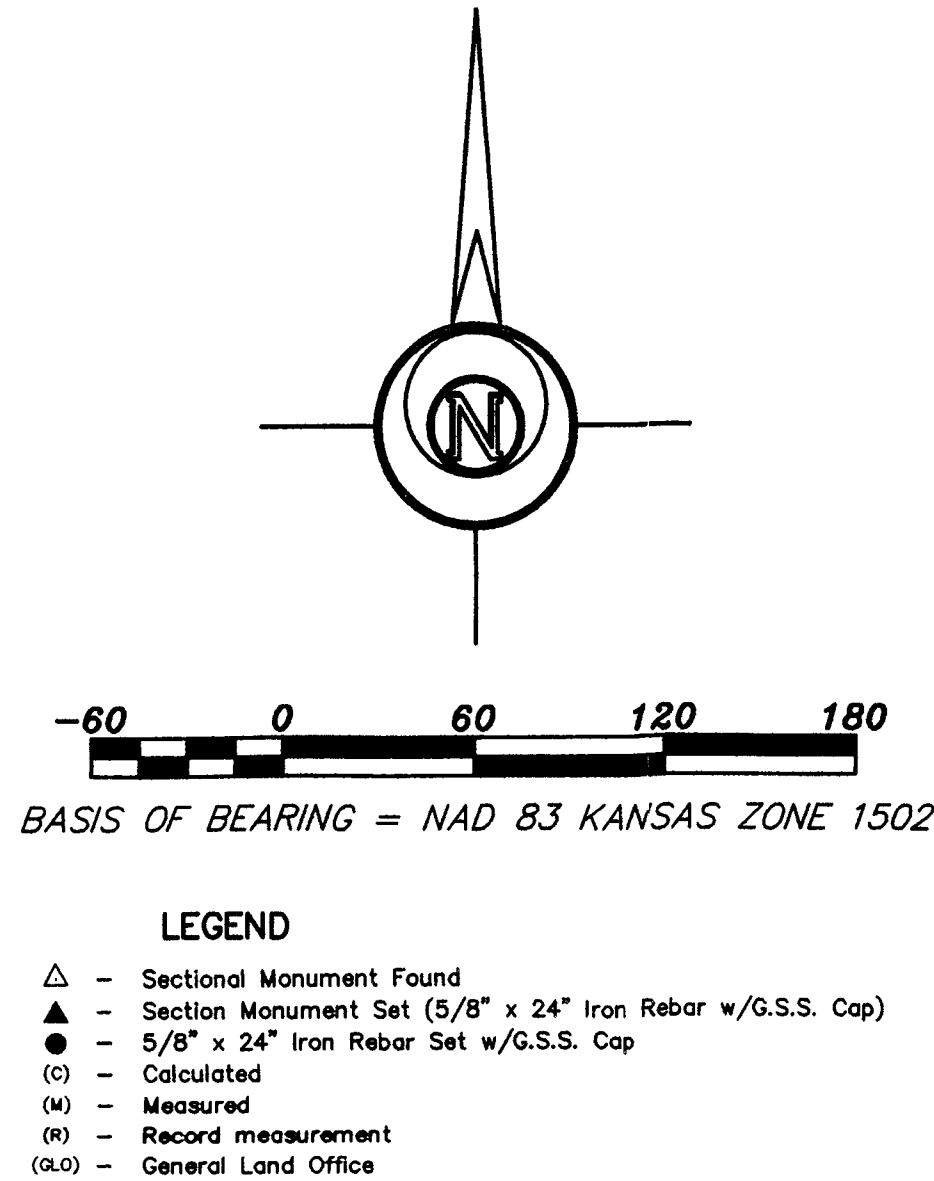 N
-60 0 60 120 180
BASIS OF BEARING = NAD 83 KANSAS ZONE 1502
LEGEND
△ - Sectional Monument Found
▲ - Section Monument Set (5/8" x 24" Iron Rebar w/G.S.S. Cap)
● - 5/8" x 24" Iron Rebar Set w/G.S.S. Cap
(C) - Calculated
(M) - Measured
(R) - Record measurement
(GLO) - General Land Office